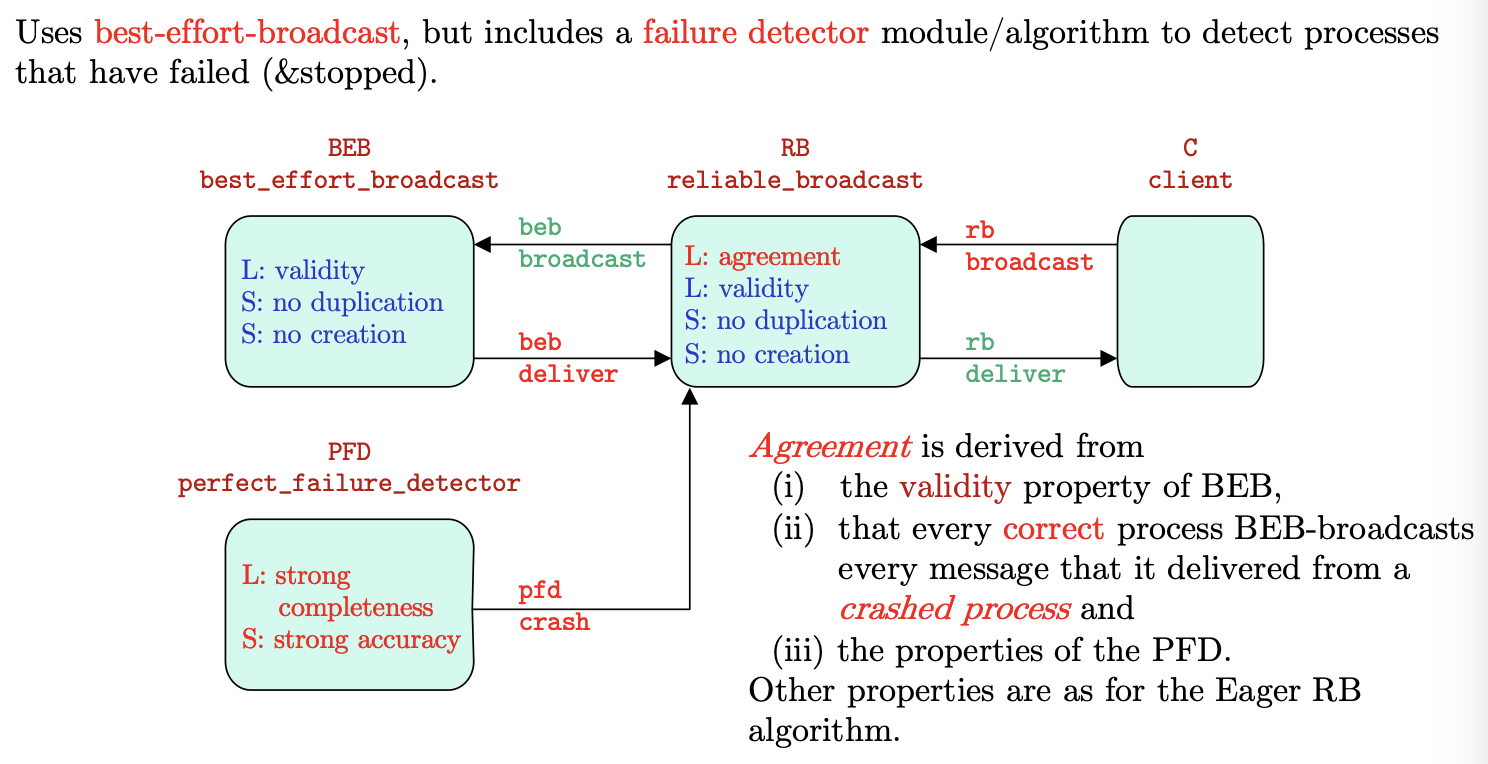 Uses best-effort-broadcast, but includes a failure detector module/algorithm to detect processes
that have failed (&stopped).
BEB
best_effort_broadcast
RB
reliable_broadcast
C
client
L: validity
S: no duplication
S: no creation
beb
broadcast
beb
deliver
L: agreement
L: validity
S: no duplication
S: no creation
rb
broadcast
rb
deliver
PFD
perfect_failure_detector
L: strong
completeness
S: strong accuracy
pfd
crash
Agreement is derived from
(i) the validity property of BEB,
(ii) that every correct process BEB-broadcasts
every message that it delivered from a
crashed process and
(iii) the properties of the PFD.
Other properties are as for the Eager RB
algorithm.